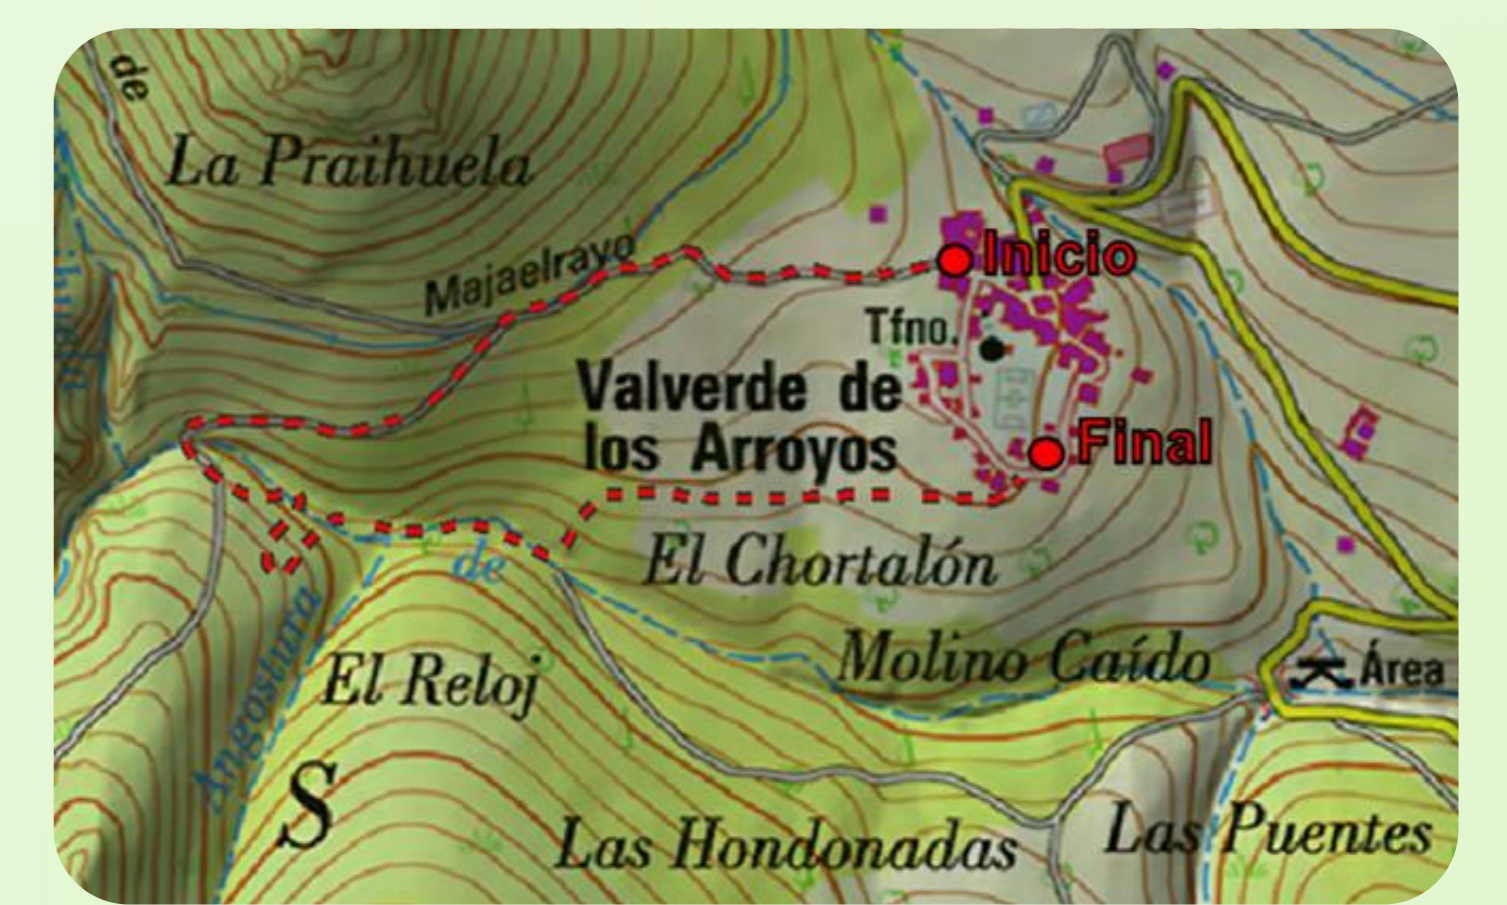 de
La Praihuela
Majaelrayo
Inicio
Tfno.
Valverde de
los Arroyos
Final
de
El Chortalón
Angostura
El Reloj
Molino Caído
Área
S
Las Hondonadas
Las Puentes